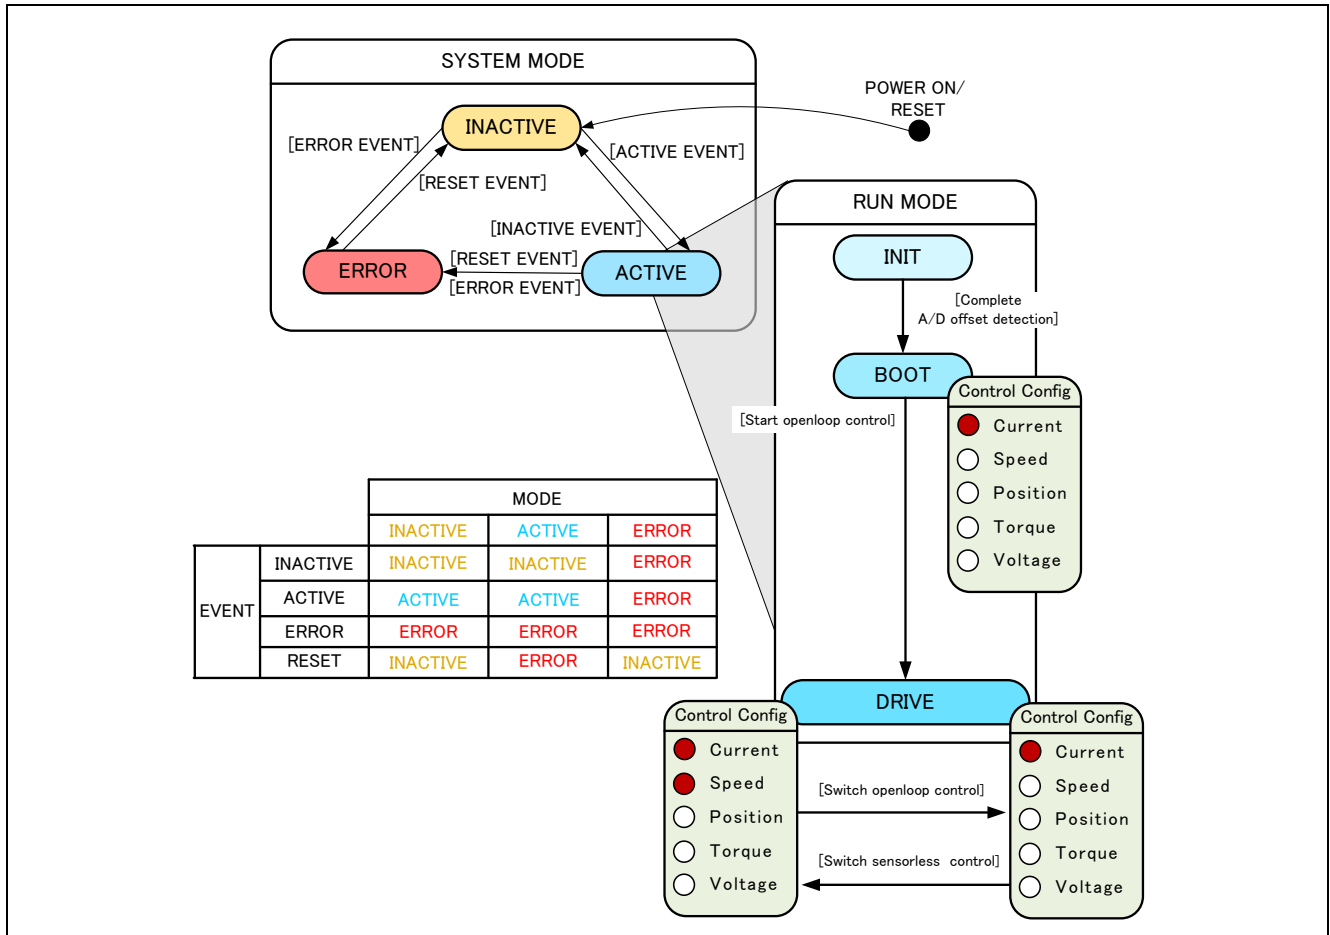 SYSTEM MODE
POWER ON/
RESET
INACTIVE
[ERROR EVENT]
[ACTIVE EVENT]
[RESET EVENT]
[INACTIVE EVENT]
ERROR
[RESET EVENT]
[ERROR EVENT]
ACTIVE
RUN MODE
INIT
[Complete
A/D offset detection]
BOOT
[Start openloop control]
Control Config
Current
Speed
Position
Torque
Voltage
MODE
INACTIVE ACTIVE ERROR
EVENT
INACTIVE INACTIVE INACTIVE ERROR
ACTIVE ACTIVE ACTIVE ERROR
ERROR ERROR ERROR ERROR
RESET INACTIVE ERROR INACTIVE
DRIVE
Control Config
Current
Speed
Position
Torque
Voltage
[Switch openloop control]
[Switch sensorless control]
Control Config
Current
Speed
Position
Torque
Voltage